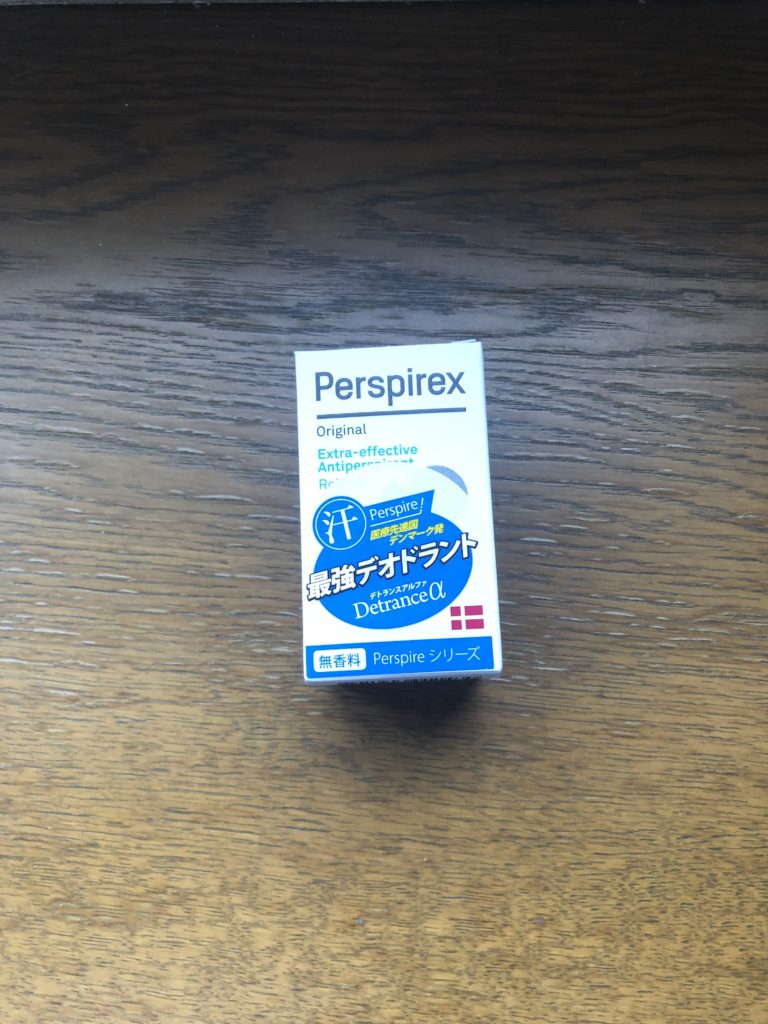 Perspirex
Original
Extra-effective
Antiperspirant
汗
Perspire!
医療先進国
デンマーク発
最強デオドラント
デトランスアルファ
Detrance α
無香料 Perspire シリーズ